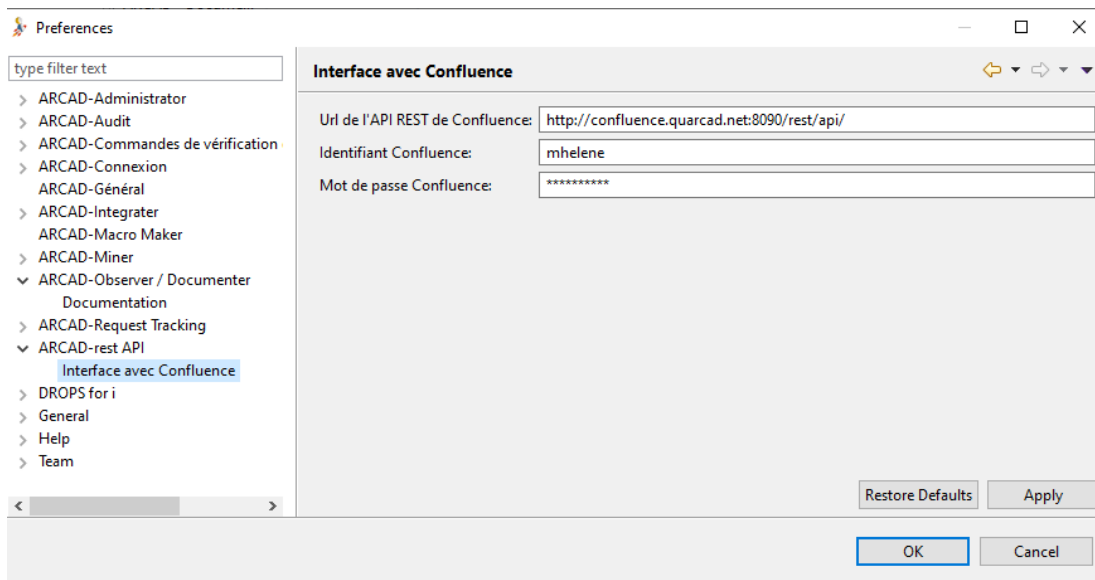 Preferences
type filter text
ARCAD-Administrator
ARCAD-Audit
ARCAD-Commandes de vérification
ARCAD-Connexion
ARCAD-Général
ARCAD-Integrater
ARCAD-Macro Maker
ARCAD-Miner
ARCAD-Observer / Documenter
Documentation
ARCAD-Request Tracking
ARCAD-rest API
Interface avec Confluence
DROPS for i
General
Help
Team
Interface avec Confluence
Url de l'API REST de Confluence: http://confluence.quarcad.net:8090/rest/api/
Identifiant Confluence: mhelene
Mot de passe Confluence: **********
Restore Defaults Apply
OK Cancel